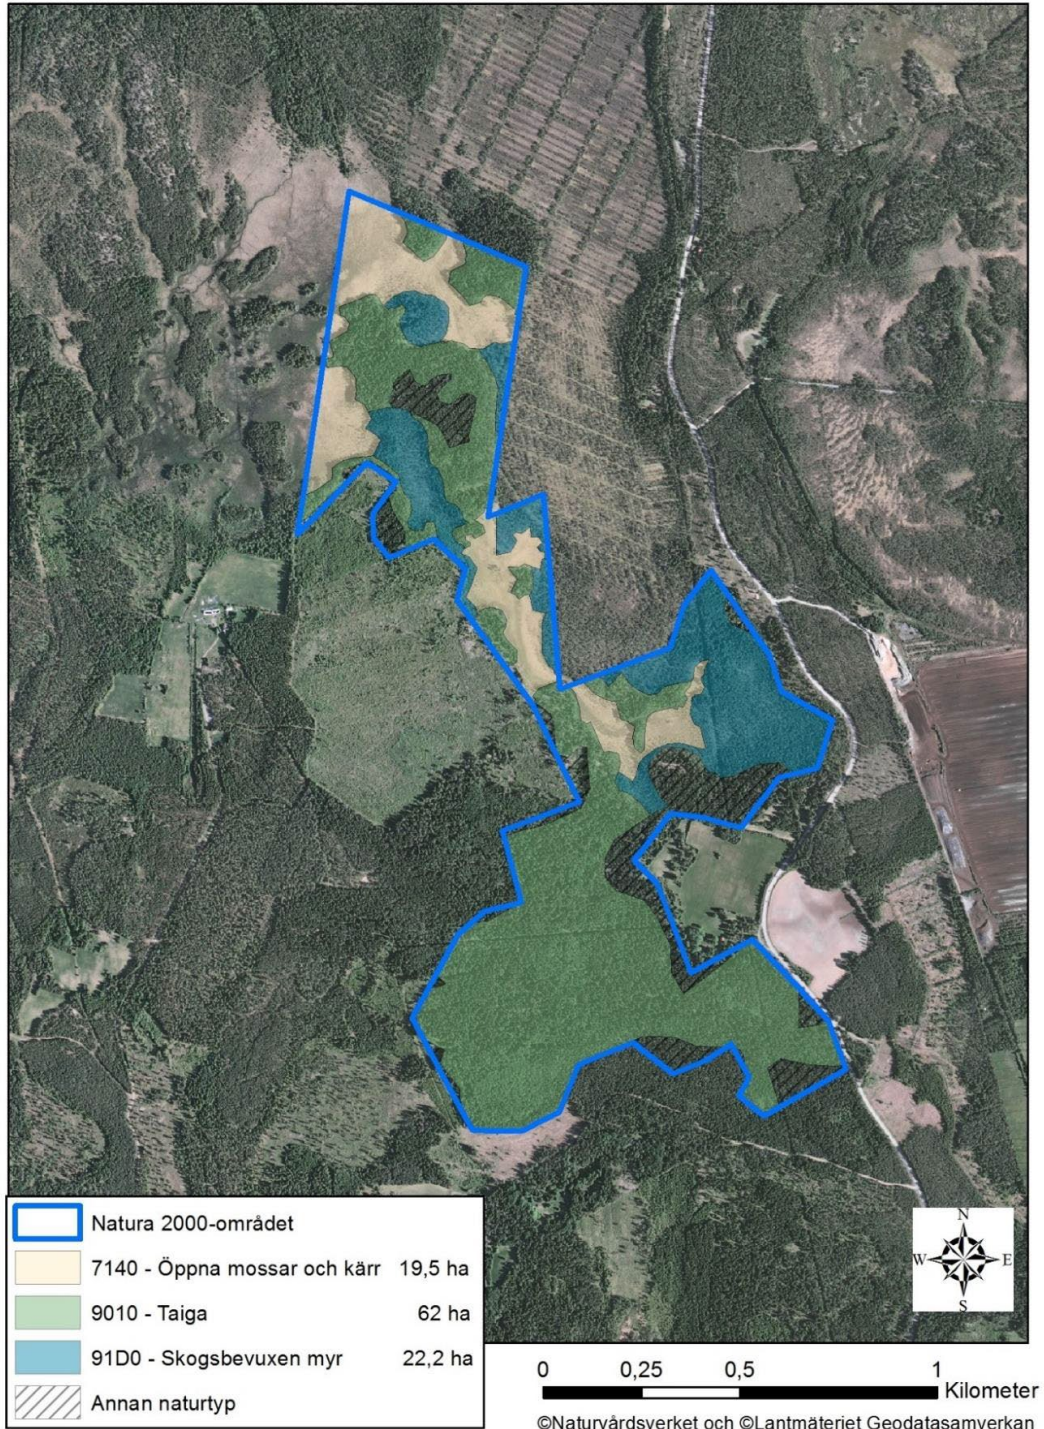 Natura 2000-området
7140 - Öppna mossar och kärr 19,5 ha
9010 - Taiga 62 ha
91D0 - Skogsbevuxen myr 22,2 ha
Annan naturtyp
N
W E
S
0 0,25 0,5 1
Kilometer
©Naturvårdsverket och ©Lantmäteriet Geodatasamverkan